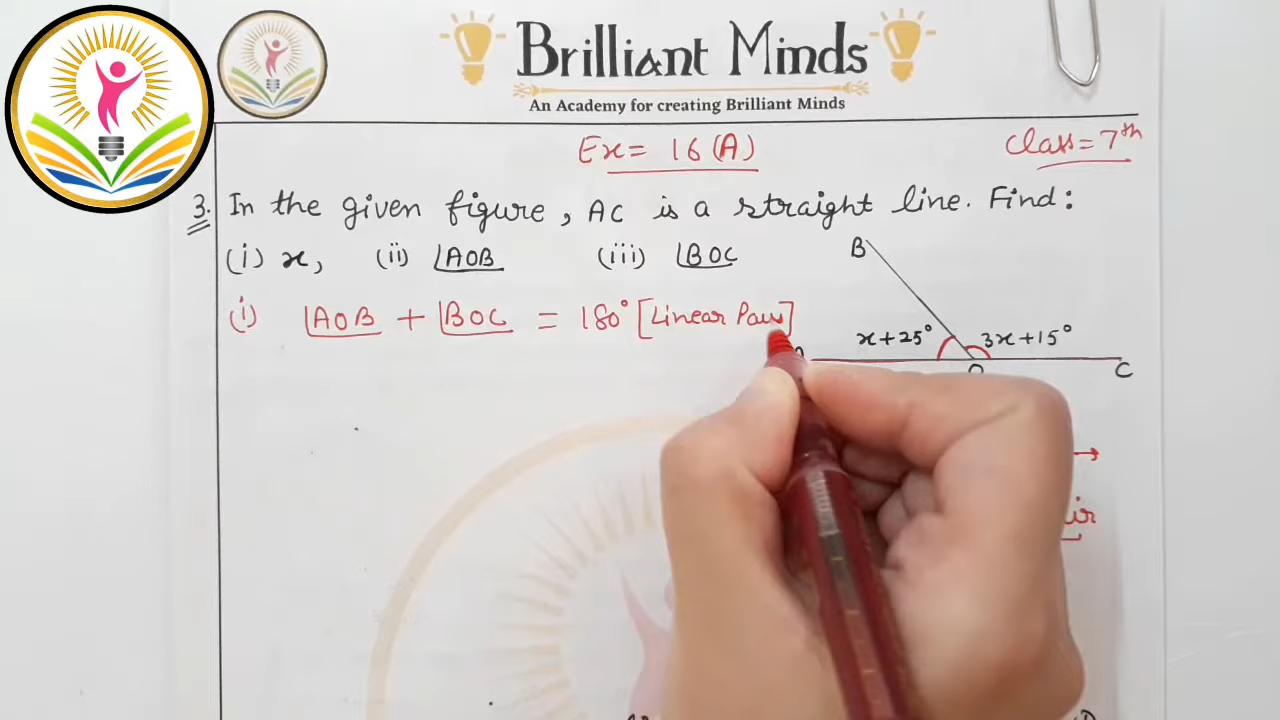 Brilliant Minds
An Academy for creating Brilliant Minds
Ex = 16 (A)
Class = 7th
3. In the given figure, AC is a straight line. Find:
(i) x, (ii) ∠AOB (iii) ∠BOC
B
(i) ∠AOB + ∠BOC = 180° [Linear Pair]
x+25° 3x+15°
C